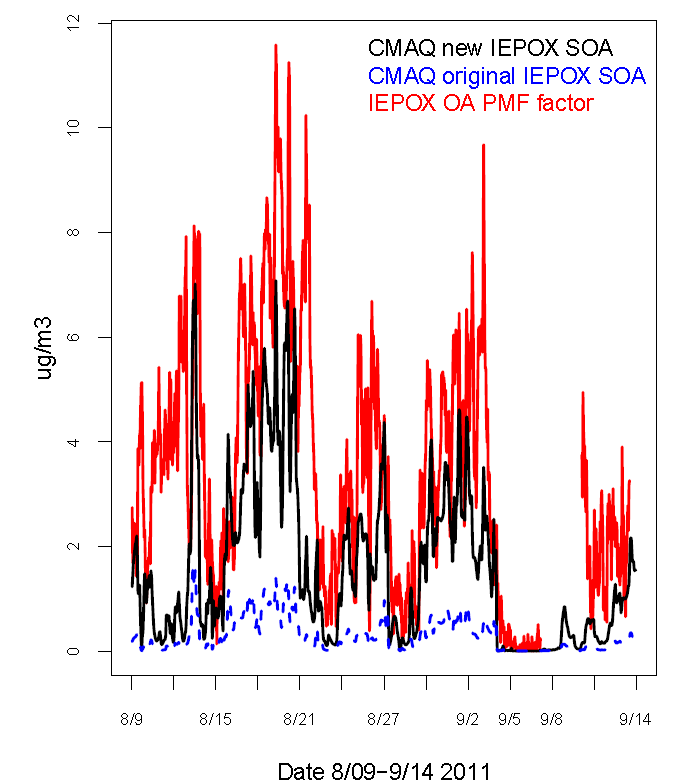 12
CMAQ new IEPOX SOA
CMAQ original IEPOX SOA
IEPOX OA PMF factor
10
8
6
ug/m3
4
2
0
8/9 8/15 8/21 8/27 9/2 9/5 9/8 9/14
Date 8/09−9/14 2011